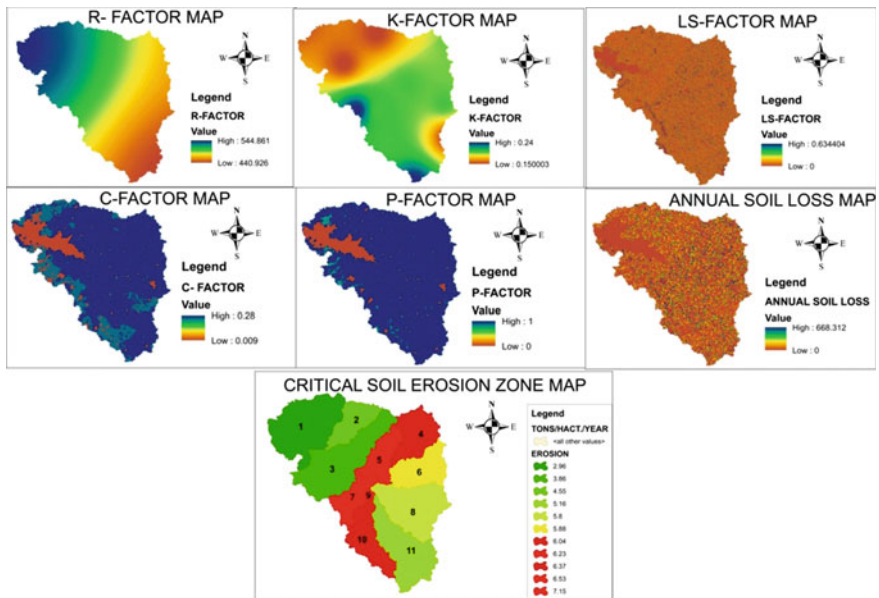 R- FACTOR MAP
N
W E
S
Legend
R-FACTOR
Value
High : 544.861
Low : 440.926
K-FACTOR MAP
N
W E
S
Legend
K-FACTOR
Value
High : 0.24
Low : 0.150003
LS-FACTOR MAP
N
W E
S
Legend
LS-FACTOR
Value
High : 0.634404
Low : 0
C-FACTOR MAP
N
W E
S
Legend
C- FACTOR
Value
High : 0.28
Low : 0.009
P-FACTOR MAP
N
W E
S
Legend
P-FACTOR
Value
High : 1
Low : 0
ANNUAL SOIL LOSS MAP
N
W E
S
Legend
ANNUAL SOIL LOSS
Value
High : 668.312
Low : 0
CRITICAL SOIL EROSION ZONE MAP
1
2
3
4
5
6
7
9
8
10
11
N
W E
S
Legend
TONS/HACT./YEAR
<all other values>
EROSION
2.96
3.86
4.55
5.16
5.8
5.88
6.04
6.23
6.37
6.53
7.15